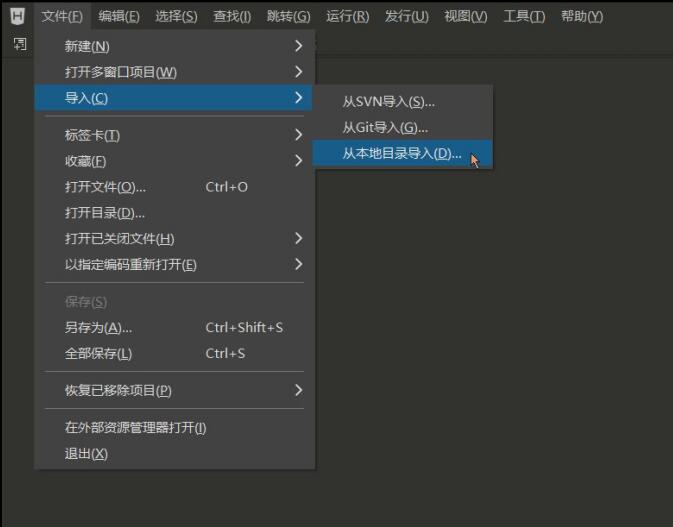 H 文件(F) 编辑(E) 选择(S) 查找(I) 跳转(G) 运行(R) 发行(U) 视图(V) 工具(T) 帮助(Y)
新建(N)
打开多窗口项目(W)
导入(C)
从SVN导入(S)...
从Git导入(G)...
从本地目录导入(D)...
标签卡(T)
收藏(F)
打开文件(O)... Ctrl+O
打开目录(D)...
打开已关闭文件(H)
以指定编码重新打开(E)
保存(S)
另存为(A)... Ctrl+Shift+S
全部保存(L) Ctrl+S
恢复已移除项目(P)
在外部资源管理器打开(I)
退出(X)